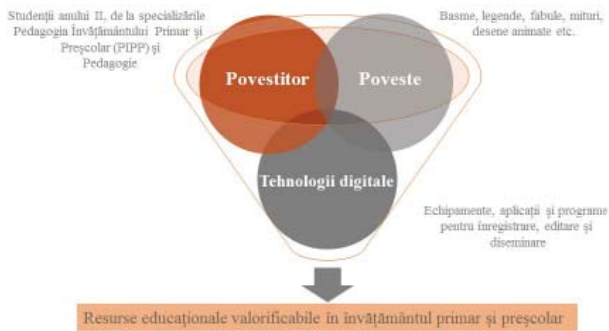 Studenții anului II, de la specializările
Pedagogia Învățământului Primar și
Preșcolar (PIPP) și
Pedagogie
Basme, legende, fabule, mituri,
desene animate etc.
Povestitor
Poveste
Tehnologii digitale
Echipamente, aplicații și programe
pentru înregistrare, editare și
diseminare
Resurse educaționale valorificabile în învățământul primar și preșcolar